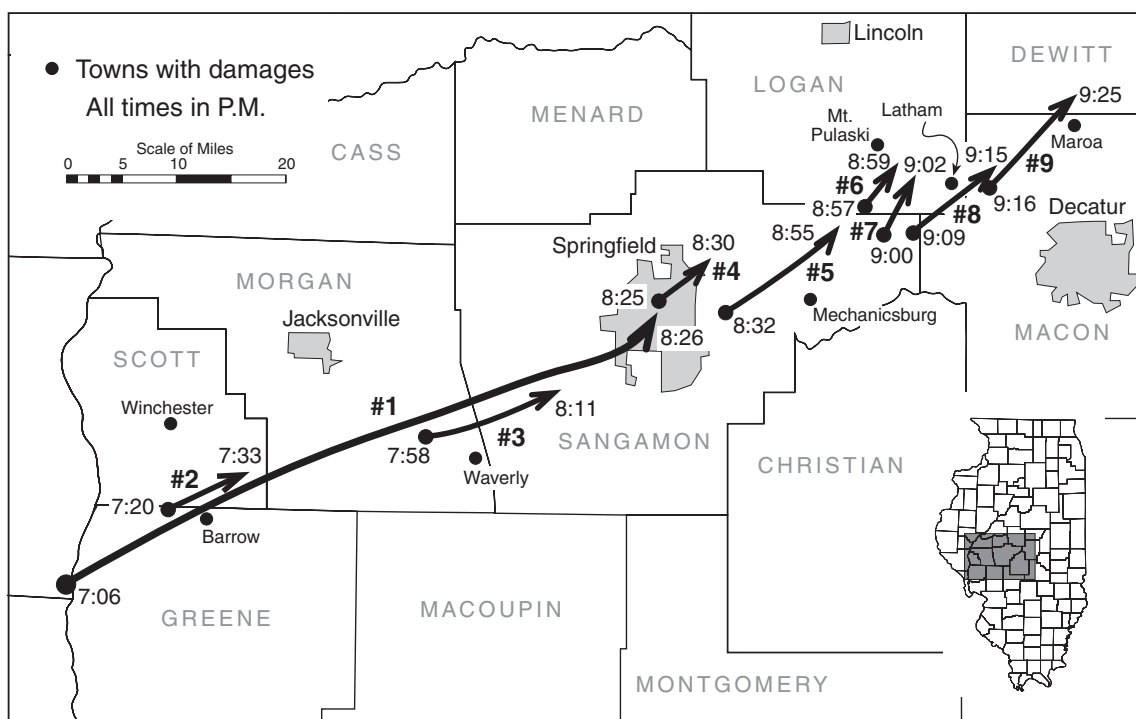 Towns with damages
All times in P.M.
Scale of Miles
0 5 10 20
CASS
MENARD
LOGAN
Lincoln
DEWITT
Mt.
Pulaski
Latham
9:25
Maroa
8:59
9:02
9:15
#9
#6
8:57
#7
9:00
9:09
#8
9:16
Decatur
MACON
Springfield
8:30
#4
8:25
8:26
8:55
#5
8:32
Mechanicsburg
MORGAN
Jacksonville
SCOTT
Winchester
#1
#2
7:33
7:20
Barrow
7:06
7:58
#3
8:11
Waverly
SANGAMON
CHRISTIAN
GREENE
MACOUPIN
MONTGOMERY